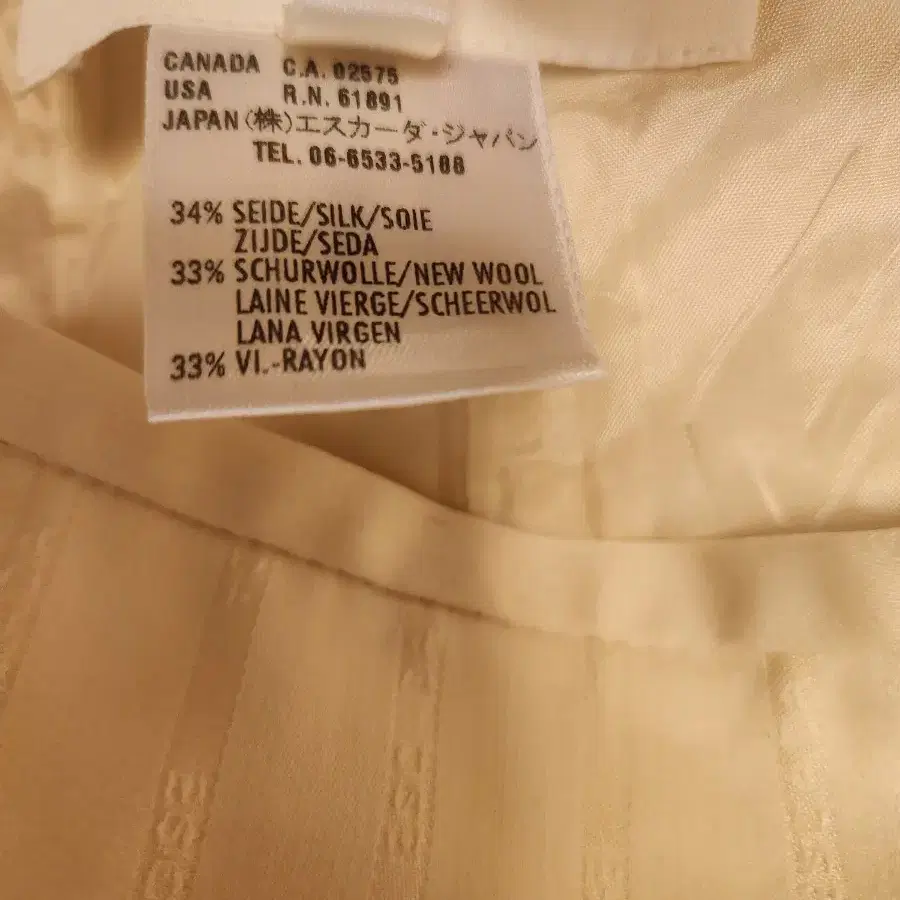 CANADA C.A. 02575
USA R.N. 61891
JAPAN (株)エスカーダ・ジャパン
TEL. 06-6533-5188
34% SEIDE/SILK/SOIE
ZIJDE/SEDA
33% SCHURWOLLE/NEW WOOL
LAINE VIERGE/SCHEERWOL
LANA VIRGEN
33% VI.-RAYON